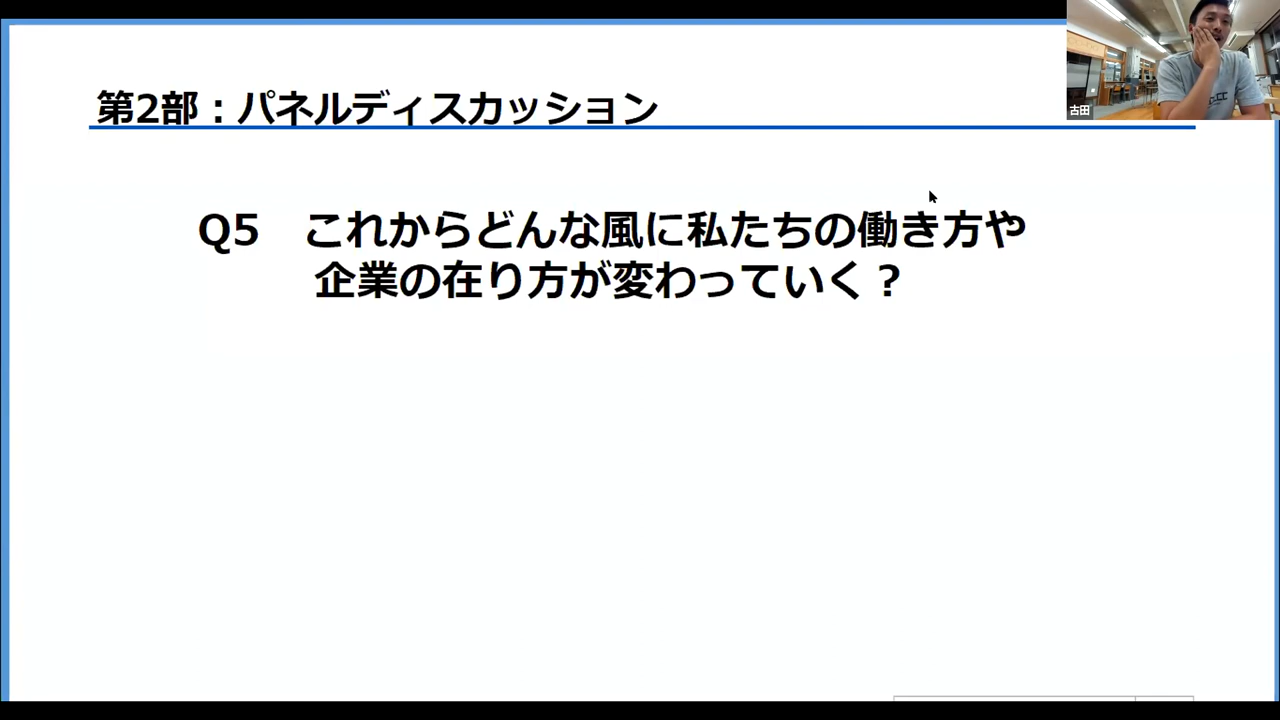 第2部：パネルディスカッション
Q5　これからどんな風に私たちの働き方や
企業の在り方が変わっていく？
古田